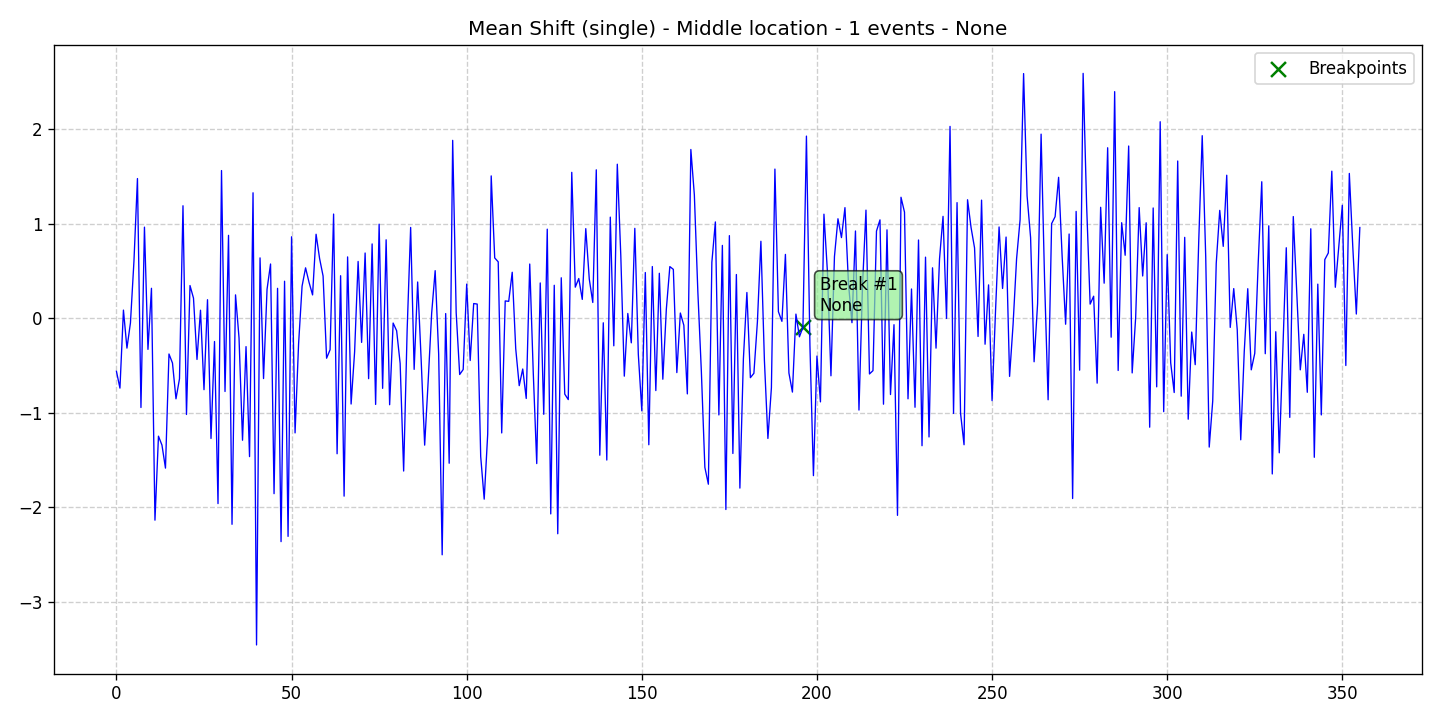 Mean Shift (single) - Middle location - 1 events - None
Breakpoints
Break #1
None
2
1
0
−1
−2
−3
0 50 100 150 200 250 300 350